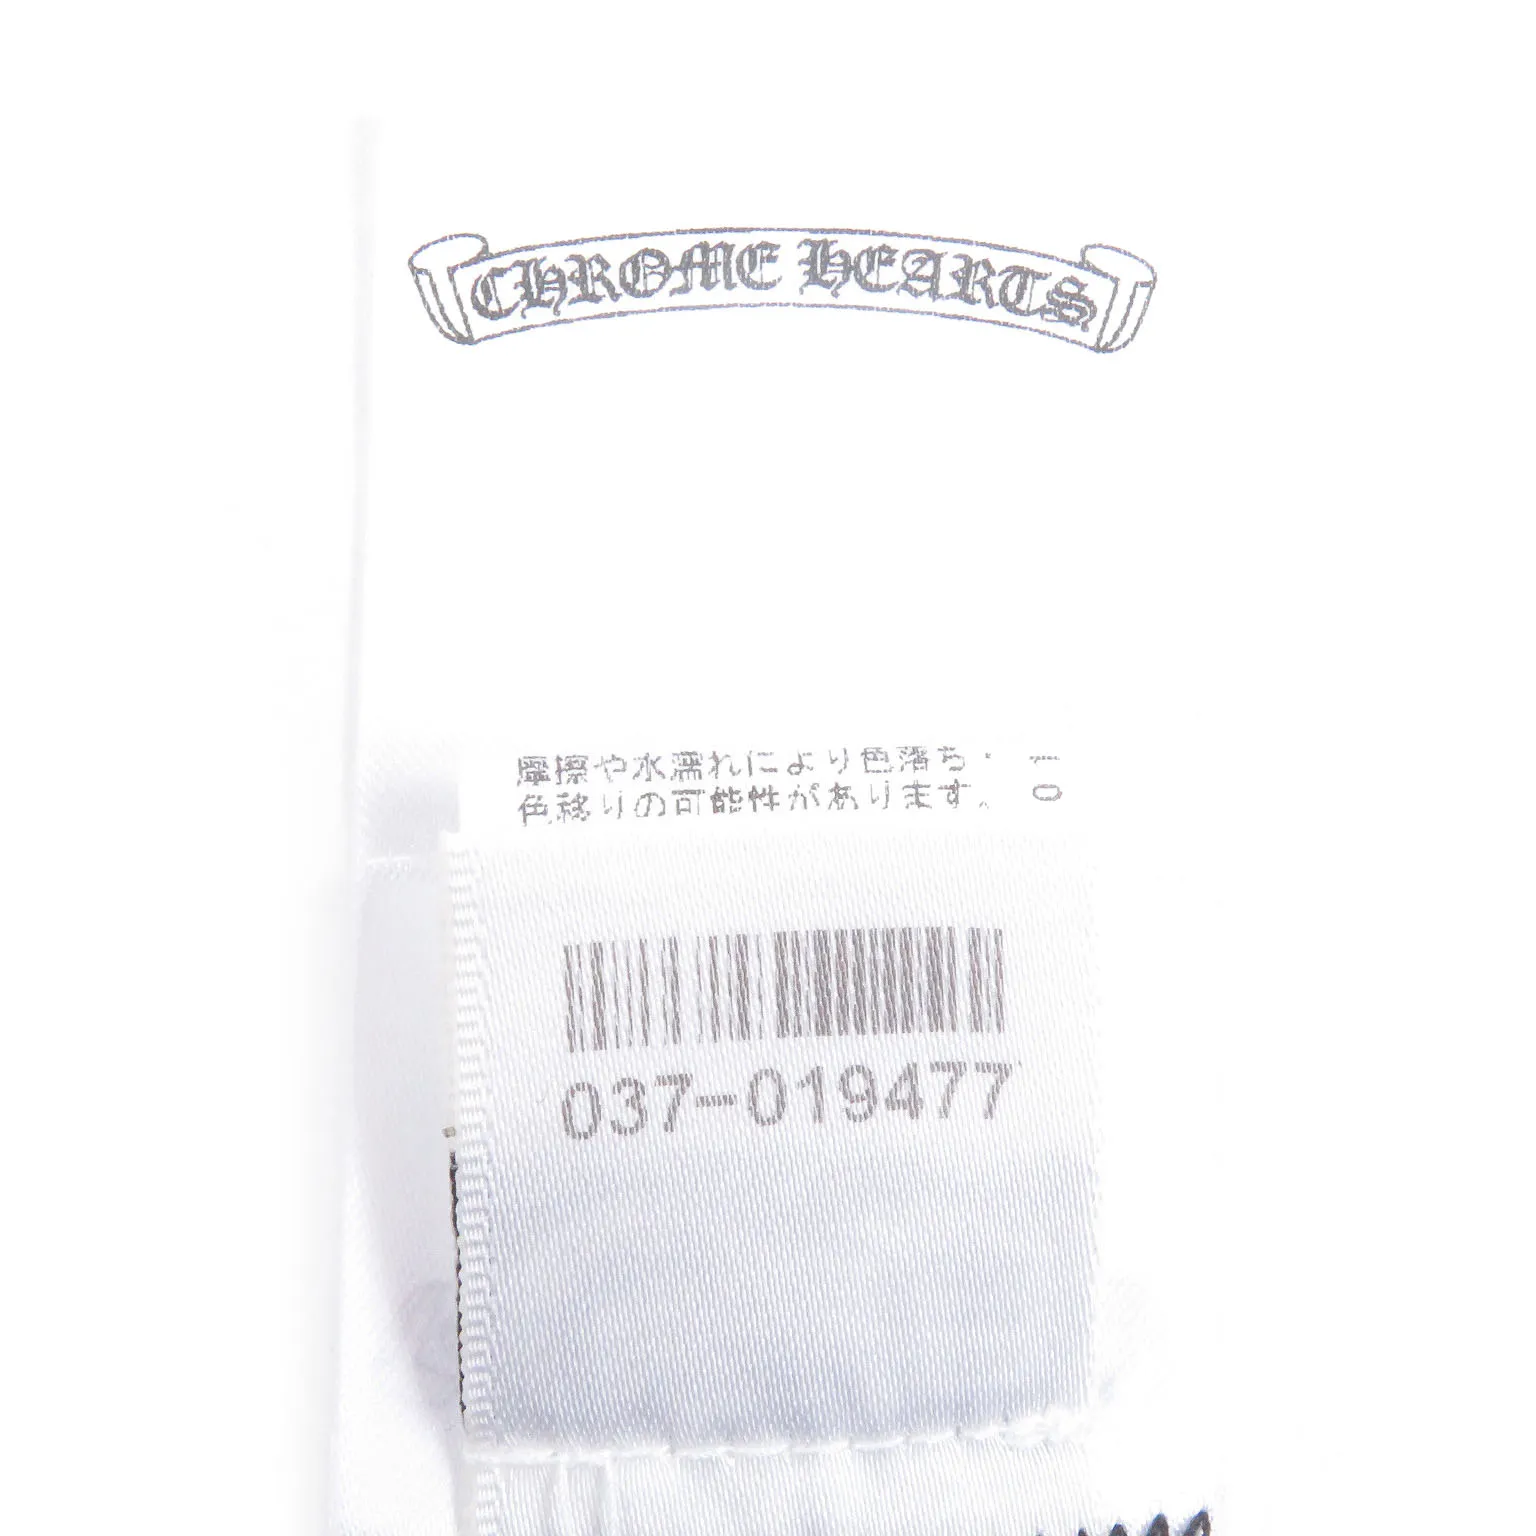 CHROME HEARTS
摩擦や水濡れにより色落ち・
色移りの可能性があります。
01
037-019477